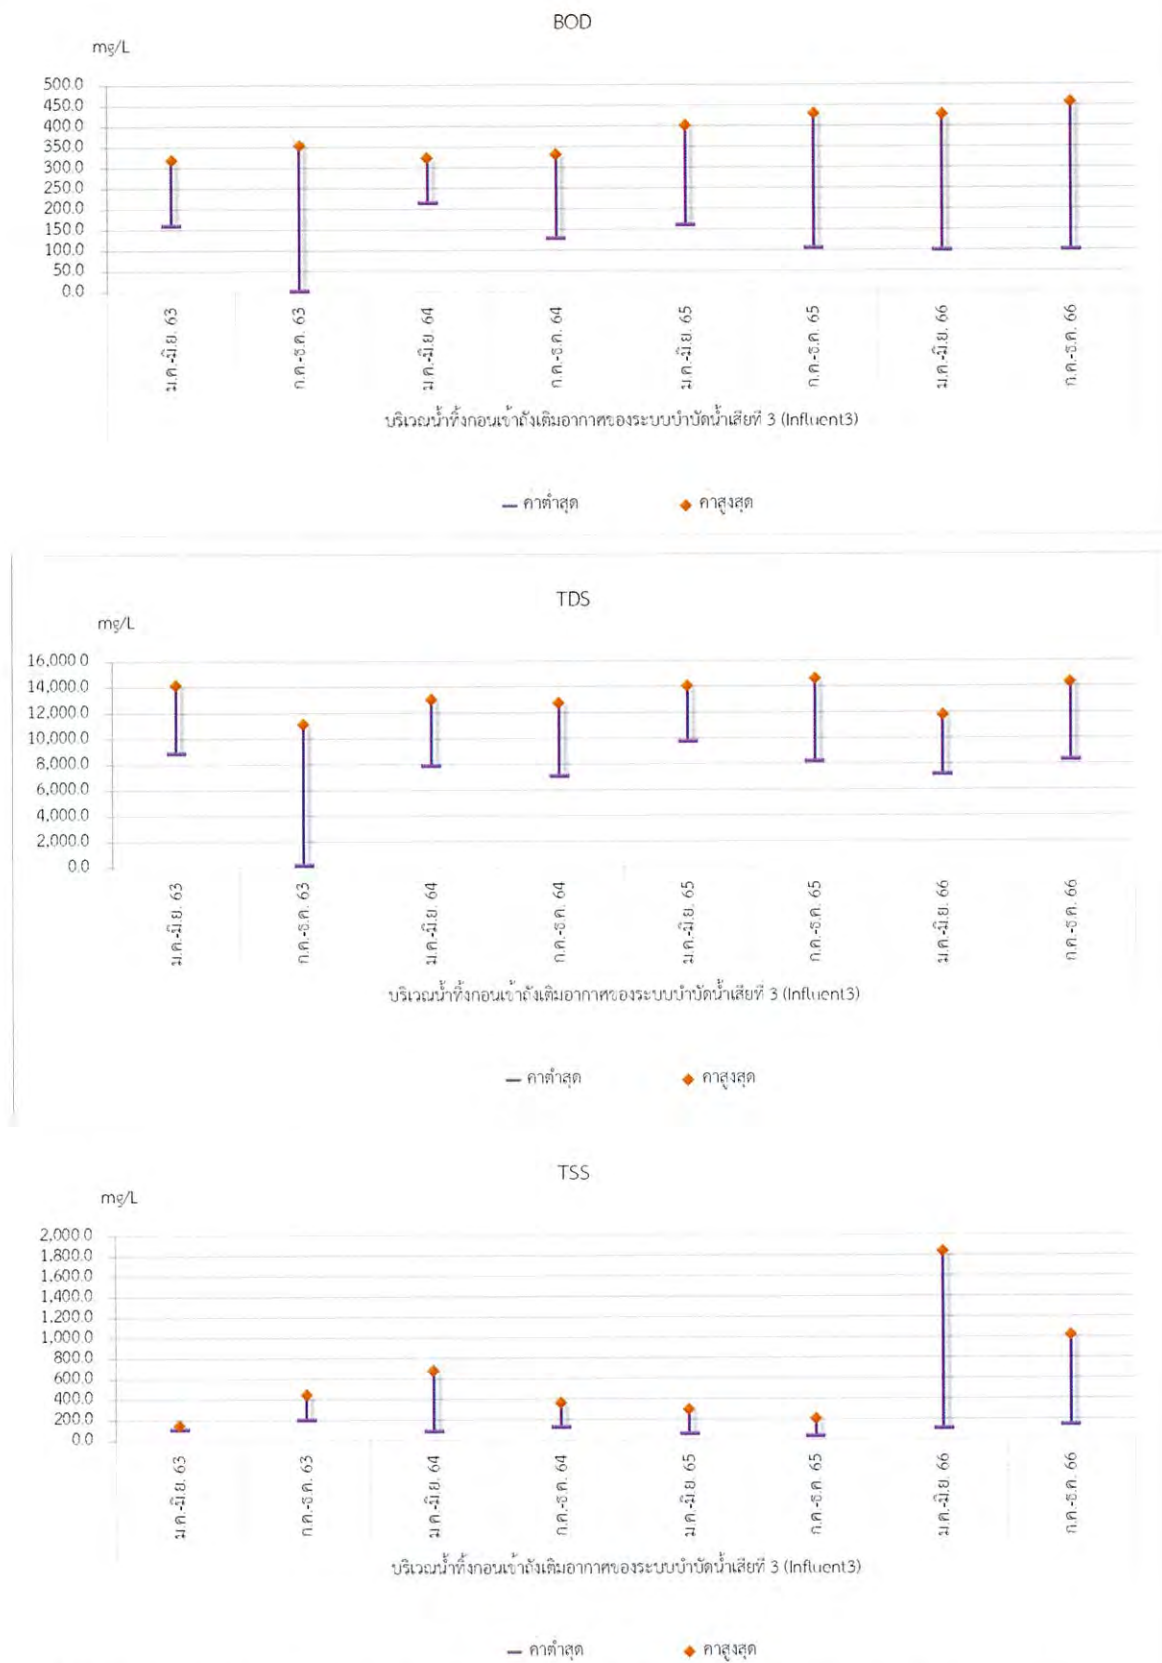 BOD
mg/L
500.0
450.0
400.0
350.0
300.0
250.0
200.0
150.0
100.0
50.0
0.0
ม.ค.-มิ.ย. 63
ก.ค.-ธ.ค. 63
ม.ค.-มิ.ย. 64
ก.ค.-ธ.ค. 64
ม.ค.-มิ.ย. 65
ก.ค.-ธ.ค. 65
ม.ค.-มิ.ย. 66
ก.ค.-ธ.ค. 66
บริเวณน้ำทิ้งก่อนเข้าถังเติมอากาศของระบบบำบัดน้ำเสียที่ 3 (Influent3)
ค่าต่ำสุด ค่าสูงสุด
TDS
mg/L
16,000.0
14,000.0
12,000.0
10,000.0
8,000.0
6,000.0
4,000.0
2,000.0
0.0
ม.ค.-มิ.ย. 63
ก.ค.-ธ.ค. 63
ม.ค.-มิ.ย. 64
ก.ค.-ธ.ค. 64
ม.ค.-มิ.ย. 65
ก.ค.-ธ.ค. 65
ม.ค.-มิ.ย. 66
ก.ค.-ธ.ค. 66
บริเวณน้ำทิ้งก่อนเข้าถังเติมอากาศของระบบบำบัดน้ำเสียที่ 3 (Influent3)
ค่าต่ำสุด ค่าสูงสุด
TSS
mg/L
2,000.0
1,800.0
1,600.0
1,400.0
1,200.0
1,000.0
800.0
600.0
400.0
200.0
0.0
ม.ค.-มิ.ย. 63
ก.ค.-ธ.ค. 63
ม.ค.-มิ.ย. 64
ก.ค.-ธ.ค. 64
ม.ค.-มิ.ย. 65
ก.ค.-ธ.ค. 65
ม.ค.-มิ.ย. 66
ก.ค.-ธ.ค. 66
บริเวณน้ำทิ้งก่อนเข้าถังเติมอากาศของระบบบำบัดน้ำเสียที่ 3 (Influent3)
ค่าต่ำสุด ค่าสูงสุด